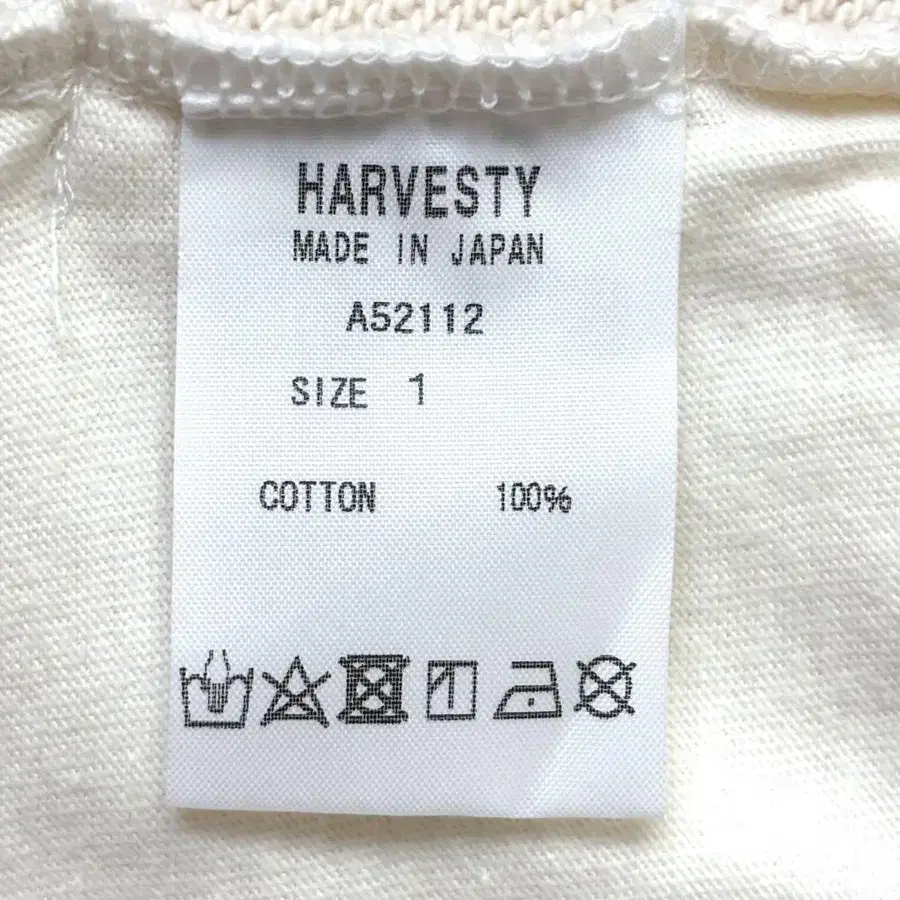 HARVESTY
MADE IN JAPAN
A52112
SIZE 1
COTTON 100%